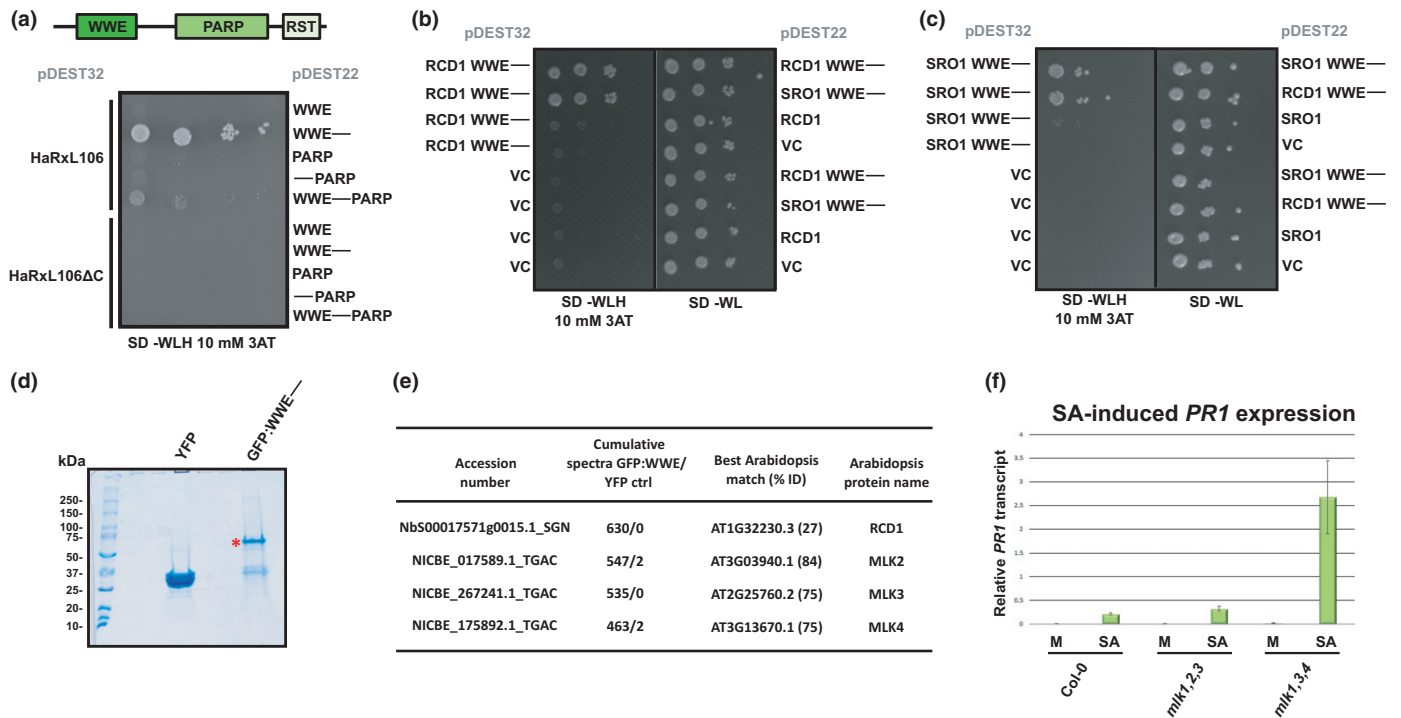 (a)
WWE PARP RST
pDEST32 pDEST22
HaRxL106
WWE
WWE—
PARP
—PARP
WWE—PARP
HaRxL106ΔC
WWE
WWE—
PARP
—PARP
WWE—PARP
SD -WLH 10 mM 3AT
(b)
pDEST32 pDEST22
RCD1 WWE— RCD1 WWE—
RCD1 WWE— SRO1 WWE—
RCD1 WWE— RCD1
RCD1 WWE— VC
VC RCD1 WWE—
VC SRO1 WWE—
VC RCD1
VC VC
SD -WLH SD -WL
10 mM 3AT
(c)
pDEST32 pDEST22
SRO1 WWE— SRO1 WWE—
SRO1 WWE— RCD1 WWE—
SRO1 WWE— SRO1
SRO1 WWE— VC
VC SRO1 WWE—
VC RCD1 WWE—
VC SRO1
VC VC
SD -WLH SD -WL
10 mM 3AT
(d)
kDa YFP GFP:WWE—
250-
150-
100-
75-
*
50-
37-
25-
20-
15-
10-
(e)
Accession number
Cumulative spectra GFP:WWE/ YFP ctrl
Best Arabidopsis match (% ID)
Arabidopsis protein name
NbS00017571g0015.1_SGN 630/0 AT1G32230.3 (27) RCD1
NICBE_017589.1_TGAC 547/2 AT3G03940.1 (84) MLK2
NICBE_267241.1_TGAC 535/0 AT2G25760.2 (75) MLK3
NICBE_175892.1_TGAC 463/2 AT3G13670.1 (75) MLK4
(f)
SA-induced PR1 expression
Relative PR1 transcript
4
3.5
3
2.5
2
1.5
1
0.5
0
M SA M SA M SA
Col-0 mlk1,2,3 mlk1,3,4